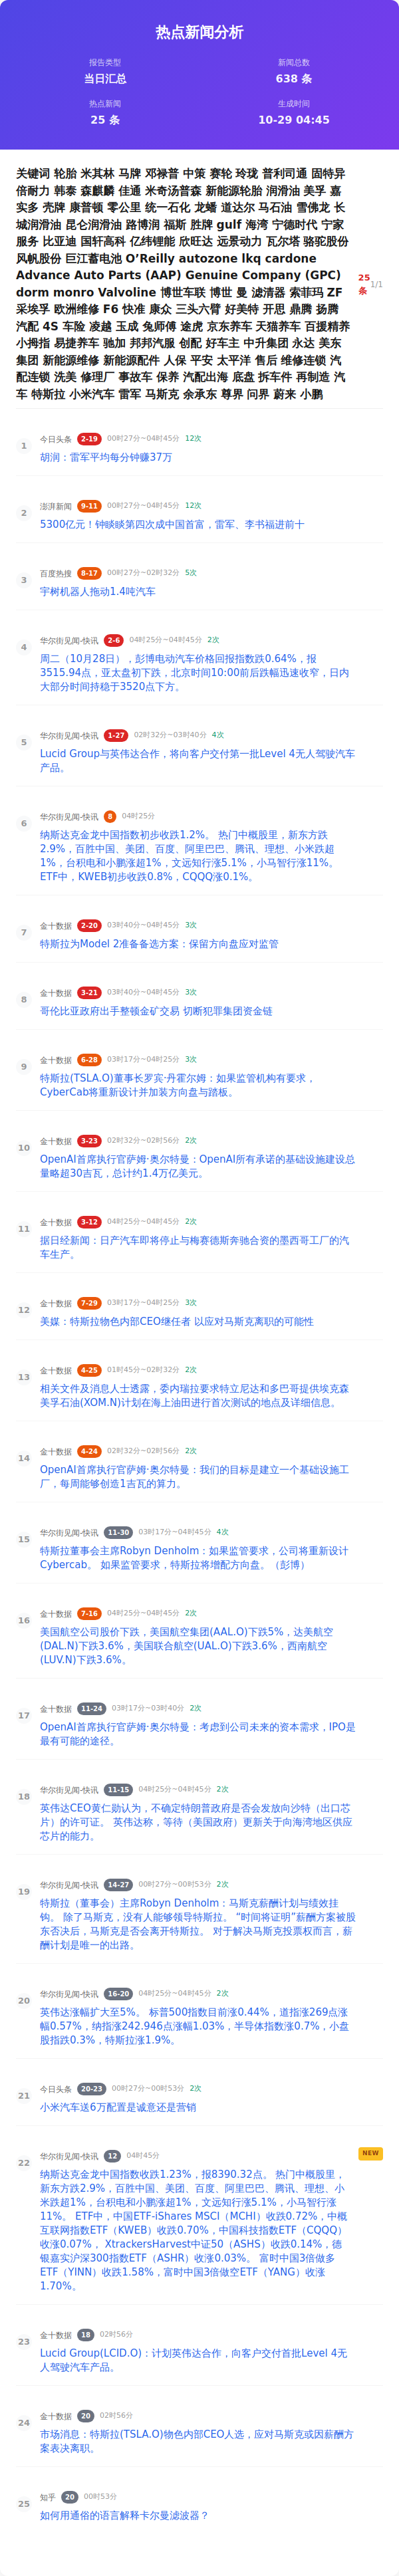 热点新闻分析
报告类型
当日汇总
新闻总数
638 条
热点新闻
25 条
生成时间
10-29 04:45
关键词 轮胎 米其林 马牌 邓禄普 中策 赛轮 玲珑 普利司通 固特异
倍耐力 韩泰 森麒麟 佳通 米奇汤普森 新能源轮胎 润滑油 美孚 嘉
实多 壳牌 康普顿 零公里 统一石化 龙蟠 道达尔 马石油 雪佛龙 长
城润滑油 昆仑润滑油 路博润 福斯 胜牌 gulf 海湾 宁德时代 宁家
服务 比亚迪 国轩高科 亿纬锂能 欣旺达 远景动力 瓦尔塔 骆驼股份
风帆股份 巨江蓄电池 O’Reilly autozone lkq cardone
Advance Auto Parts (AAP) Genuine Company (GPC)
dorm monro Valvoline 博世车联 博世 曼 滤清器 索菲玛 ZF
采埃孚 欧洲维修 F6 快准 康众 三头六臂 好美特 开思 鼎腾 扬腾
汽配 4S 车险 凌越 玉成 兔师傅 途虎 京东养车 天猫养车 百援精养
小拇指 易捷养车 驰加 邦邦汽服 创配 好车主 中升集团 永达 美东
集团 新能源维修 新能源配件 人保 平安 太平洋 售后 维修连锁 汽
配连锁 洗美 修理厂 事故车 保养 汽配出海 底盘 拆车件 再制造 汽
车 特斯拉 小米汽车 雷军 马斯克 余承东 尊界 问界 蔚来 小鹏
25
条
1/1
1
今日头条 2-19 00时27分~04时45分 12次
胡润：雷军平均每分钟赚37万
2
澎湃新闻 9-11 00时27分~04时45分 12次
5300亿元！钟睒睒第四次成中国首富，雷军、李书福进前十
3
百度热搜 8-17 00时27分~02时32分 5次
宇树机器人拖动1.4吨汽车
4
华尔街见闻-快讯 2-6 04时25分~04时45分 2次
周二（10月28日），彭博电动汽车价格回报指数跌0.64%，报
3515.94点，亚太盘初下跌，北京时间10:00前后跌幅迅速收窄，日内
大部分时间持稳于3520点下方。
5
华尔街见闻-快讯 1-27 02时32分~03时40分 4次
Lucid Group与英伟达合作，将向客户交付第一批Level 4无人驾驶汽车
产品。
6
华尔街见闻-快讯 8 04时25分
纳斯达克金龙中国指数初步收跌1.2%。 热门中概股里，新东方跌
2.9%，百胜中国、美团、百度、阿里巴巴、腾讯、理想、小米跌超
1%，台积电和小鹏涨超1%，文远知行涨5.1%，小马智行涨11%。
ETF中，KWEB初步收跌0.8%，CQQQ涨0.1%。
7
金十数据 2-20 03时40分~04时45分 3次
特斯拉为Model 2准备备选方案：保留方向盘应对监管
8
金十数据 3-21 03时40分~04时45分 3次
哥伦比亚政府出手整顿金矿交易 切断犯罪集团资金链
9
金十数据 6-28 03时17分~04时25分 3次
特斯拉(TSLA.O)董事长罗宾·丹霍尔姆：如果监管机构有要求，
CyberCab将重新设计并加装方向盘与踏板。
10
金十数据 3-23 02时32分~02时56分 2次
OpenAI首席执行官萨姆·奥尔特曼：OpenAI所有承诺的基础设施建设总
量略超30吉瓦，总计约1.4万亿美元。
11
金十数据 3-12 04时25分~04时45分 2次
据日经新闻：日产汽车即将停止与梅赛德斯奔驰合资的墨西哥工厂的汽
车生产。
12
金十数据 7-29 03时17分~04时25分 3次
美媒：特斯拉物色内部CEO继任者 以应对马斯克离职的可能性
13
金十数据 4-25 01时45分~02时32分 2次
相关文件及消息人士透露，委内瑞拉要求特立尼达和多巴哥提供埃克森
美孚石油(XOM.N)计划在海上油田进行首次测试的地点及详细信息。
14
金十数据 4-24 02时32分~02时56分 2次
OpenAI首席执行官萨姆·奥尔特曼：我们的目标是建立一个基础设施工
厂，每周能够创造1吉瓦的算力。
15
华尔街见闻-快讯 11-30 03时17分~04时45分 4次
特斯拉董事会主席Robyn Denholm：如果监管要求，公司将重新设计
Cybercab。 如果监管要求，特斯拉将增配方向盘。（彭博）
16
金十数据 7-16 04时25分~04时45分 2次
美国航空公司股价下跌，美国航空集团(AAL.O)下跌5%，达美航空
(DAL.N)下跌3.6%，美国联合航空(UAL.O)下跌3.6%，西南航空
(LUV.N)下跌3.6%。
17
金十数据 11-24 03时17分~03时40分 2次
OpenAI首席执行官萨姆·奥尔特曼：考虑到公司未来的资本需求，IPO是
最有可能的途径。
18
华尔街见闻-快讯 11-15 04时25分~04时45分 2次
英伟达CEO黄仁勋认为，不确定特朗普政府是否会发放向沙特（出口芯
片）的许可证。 英伟达称，等待（美国政府）更新关于向海湾地区供应
芯片的能力。
19
华尔街见闻-快讯 14-27 00时27分~00时53分 2次
特斯拉（董事会）主席Robyn Denholm：马斯克薪酬计划与绩效挂
钩。 除了马斯克，没有人能够领导特斯拉。 “时间将证明”薪酬方案被股
东否决后，马斯克是否会离开特斯拉。 对于解决马斯克投票权而言，薪
酬计划是唯一的出路。
20
华尔街见闻-快讯 16-20 04时25分~04时45分 2次
英伟达涨幅扩大至5%。 标普500指数目前涨0.44%，道指涨269点涨
幅0.57%，纳指涨242.946点涨幅1.03%，半导体指数涨0.7%，小盘
股指跌0.3%，特斯拉涨1.9%。
21
今日头条 20-23 00时27分~00时53分 2次
小米汽车送6万配置是诚意还是营销
22
华尔街见闻-快讯 12 04时45分
NEW
纳斯达克金龙中国指数收跌1.23%，报8390.32点。 热门中概股里，
新东方跌2.9%，百胜中国、美团、百度、阿里巴巴、腾讯、理想、小
米跌超1%，台积电和小鹏涨超1%，文远知行涨5.1%，小马智行涨
11%。 ETF中，中国ETF-iShares MSCI（MCHI）收跌0.72%，中概
互联网指数ETF（KWEB）收跌0.70%，中国科技指数ETF（CQQQ）
收涨0.07%， XtrackersHarvest中证50（ASHS）收跌0.14%，德
银嘉实沪深300指数ETF（ASHR）收涨0.03%。 富时中国3倍做多
ETF（YINN）收跌1.58%，富时中国3倍做空ETF（YANG）收涨
1.70%。
23
金十数据 18 02时56分
Lucid Group(LCID.O)：计划英伟达合作，向客户交付首批Level 4无
人驾驶汽车产品。
24
金十数据 20 02时56分
市场消息：特斯拉(TSLA.O)物色内部CEO人选，应对马斯克或因薪酬方
案表决离职。
25
知乎 20 00时53分
如何用通俗的语言解释卡尔曼滤波器？